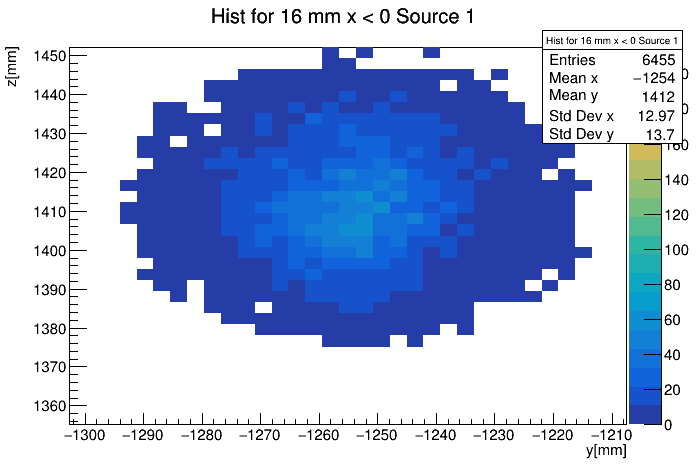 Hist for 16 mm x < 0 Source 1
Hist for 16 mm x < 0 Source 1
Entries 6455
Mean x −1254
Mean y 1412
Std Dev x 12.97
Std Dev y 13.7
z[mm]
1450
1440
1430
1420
1410
1400
1390
1380
1370
1360
140
120
100
80
60
40
20
0
−1300 −1290 −1280 −1270 −1260 −1250 −1240 −1230 −1220 −1210
y[mm]